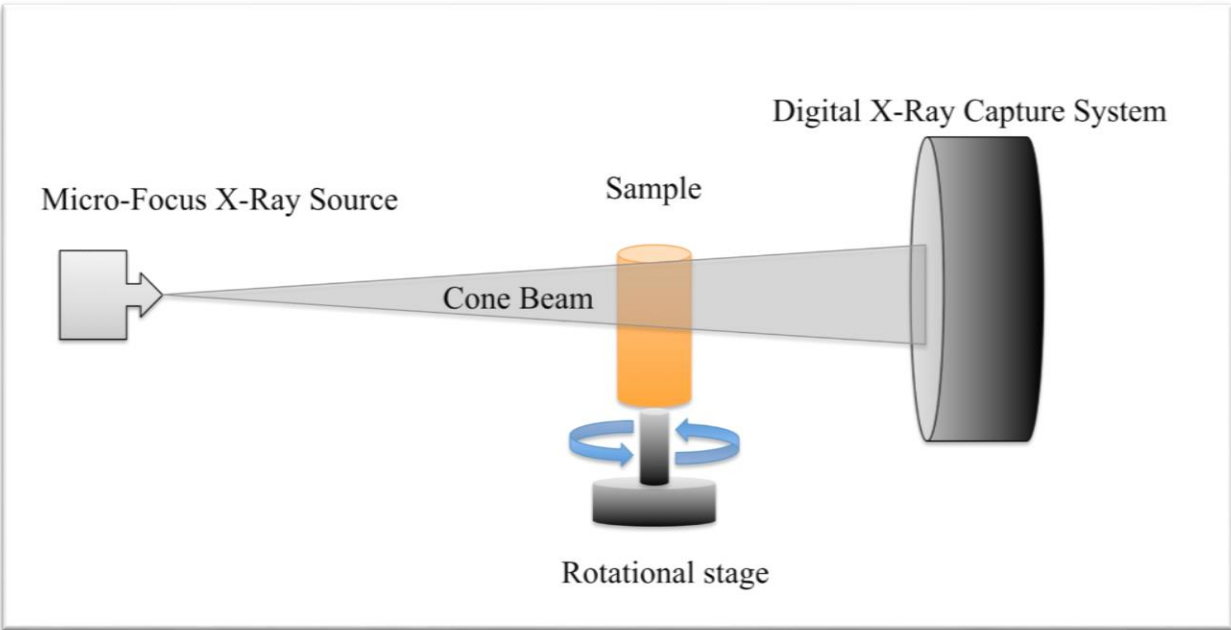 Digital X-Ray Capture System
Micro-Focus X-Ray Source
Sample
Cone Beam
Rotational stage